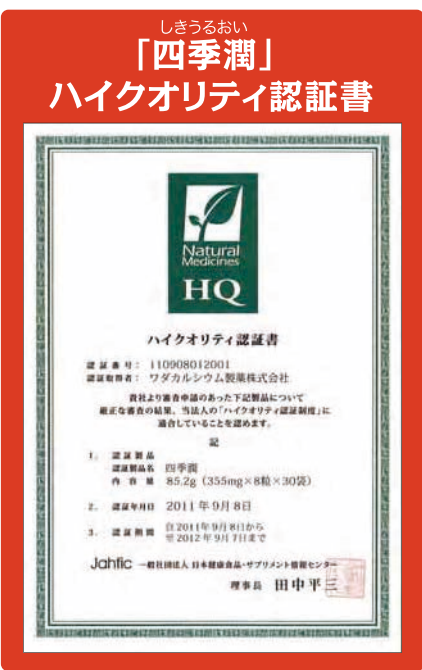 しきうるおい
「四季潤」
ハイクオリティ認証書
Natural
Medicines
HQ
ハイクオリティ認証書
認証番号: 110908012001
認証取得者: ワダカルシウム製薬株式会社
貴社より審査申請のあった下記製品について
厳正な審査の結果、当法人の「ハイクオリティ認証制度」に
適合していることを認めます。
記
1. 認証製品
認証製品名 四季潤
内容量 85.2g（355mg×8粒×30袋）
2. 認証年月日 2011年9月8日
3. 認証期間 自2011年9月8日から
至2012年9月7日まで
Jahfic 一般社団法人 日本健康食品・サプリメント情報センター
理事長 田中平三